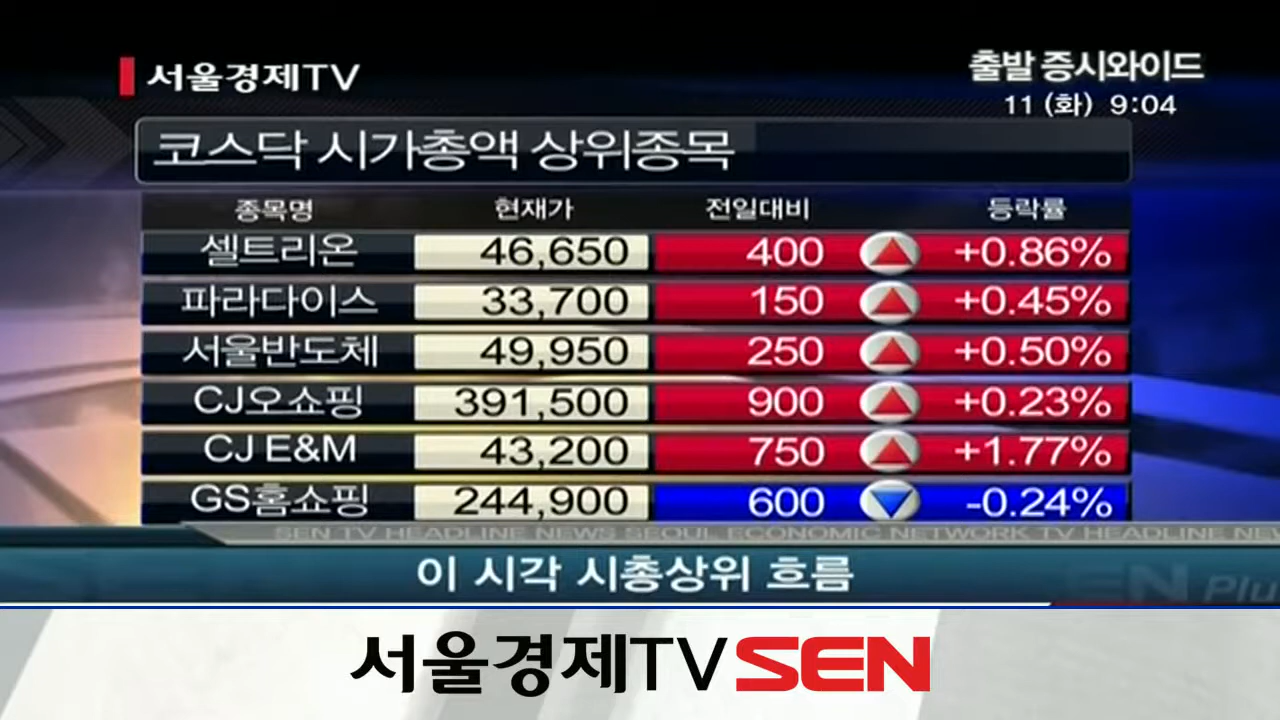 서울경제TV
출발 증시와이드
11 (화) 9:04
코스닥 시가총액 상위종목
종목명 현재가 전일대비 등락률
셀트리온 46,650 400 ▲ +0.86%
파라다이스 33,700 150 ▲ +0.45%
서울반도체 49,950 250 ▲ +0.50%
CJ오쇼핑 391,500 900 ▲ +0.23%
CJ E&M 43,200 750 ▲ +1.77%
GS홈쇼핑 244,900 600 ▼ -0.24%
SEN TV HEADLINE NEWS SEOUL ECONOMIC NETWORK TV HEADLINE NE
이 시각 시총상위 흐름
EN Plu
서울경제TV SEN